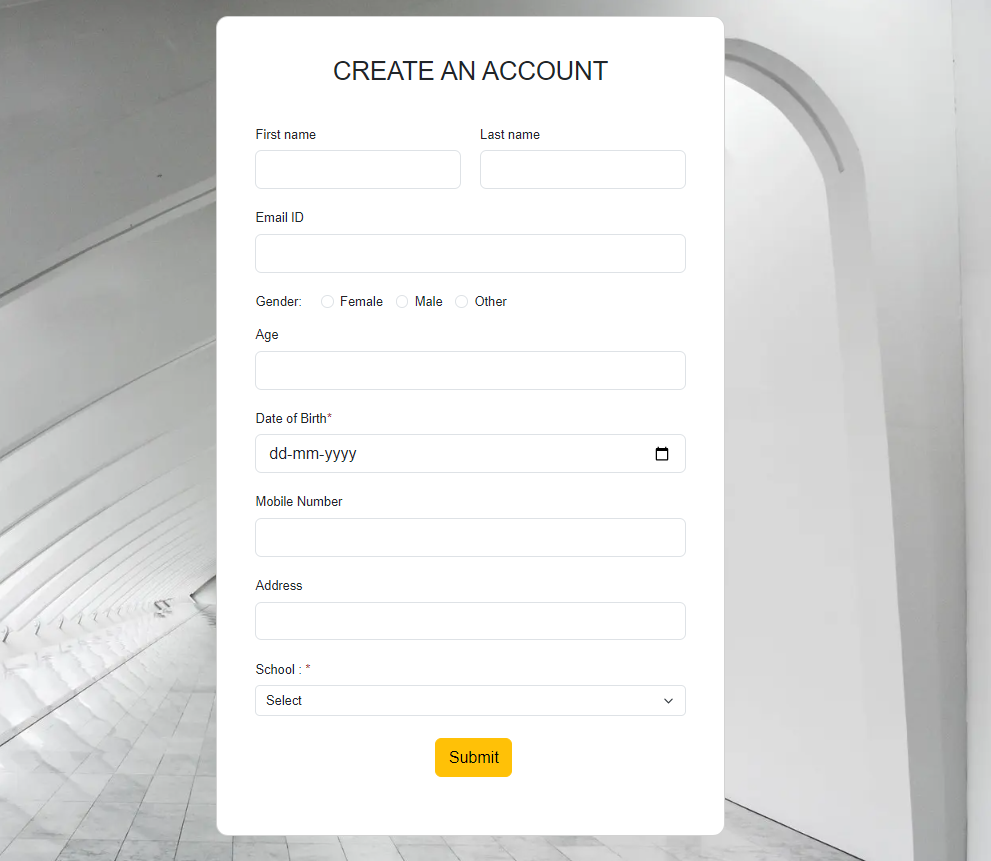 CREATE AN ACCOUNT
First name Last name
Email ID
Gender: Female Male Other
Age
Date of Birth*
dd-mm-yyyy
Mobile Number
Address
School : *
Select
Submit